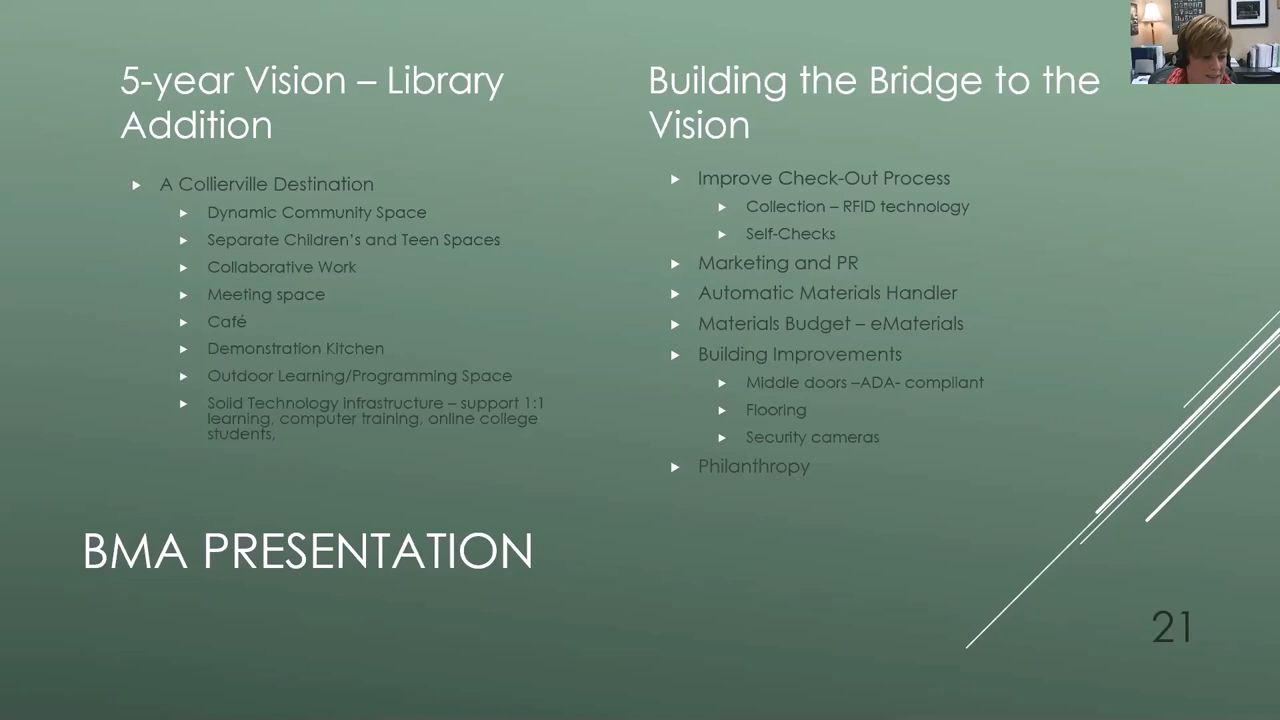 5-year Vision – Library
Addition
A Collierville Destination
Dynamic Community Space
Separate Children's and Teen Spaces
Collaborative Work
Meeting space
Café
Demonstration Kitchen
Outdoor Learning/Programming Space
Solid Technology infrastructure – support 1:1
learning, computer training, online college
students,
Building the Bridge to the
Vision
Improve Check-Out Process
Collection – RFID technology
Self-Checks
Marketing and PR
Automatic Materials Handler
Materials Budget – eMaterials
Building Improvements
Middle doors –ADA- compliant
Flooring
Security cameras
Philanthropy
BMA PRESENTATION
21